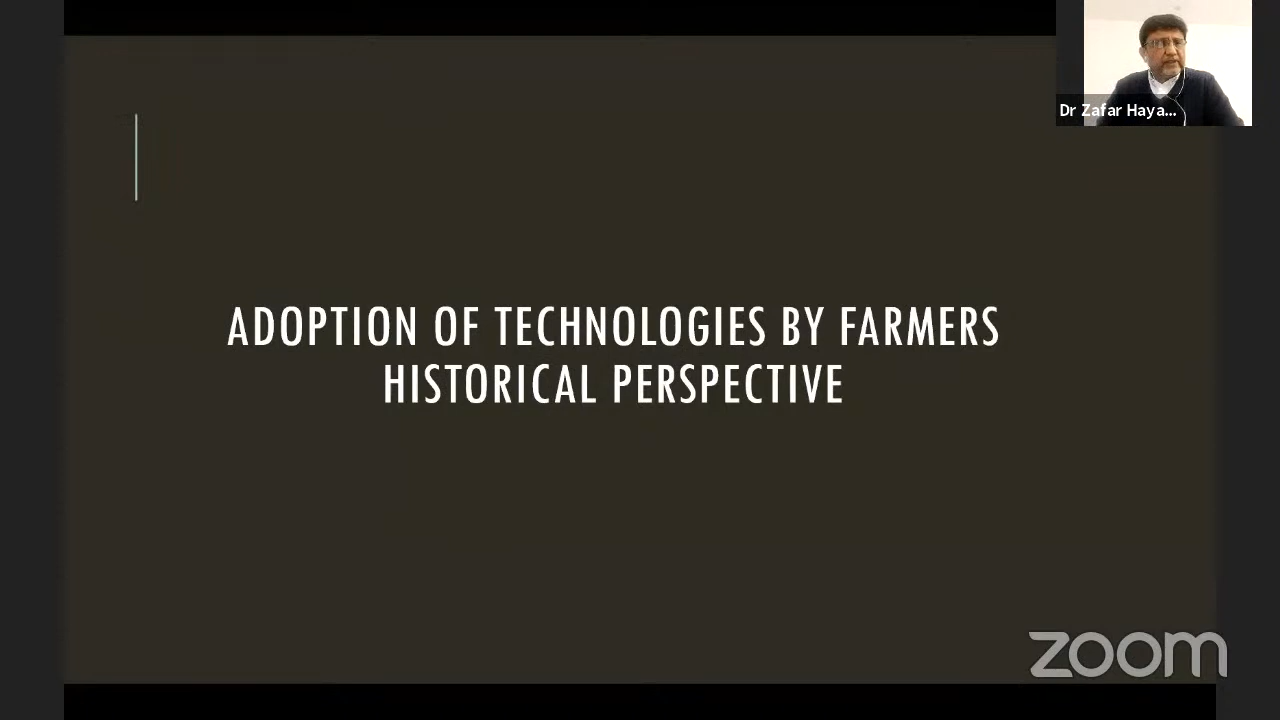 Dr Zafar Haya...
ADOPTION OF TECHNOLOGIES BY FARMERS
HISTORICAL PERSPECTIVE
zoom